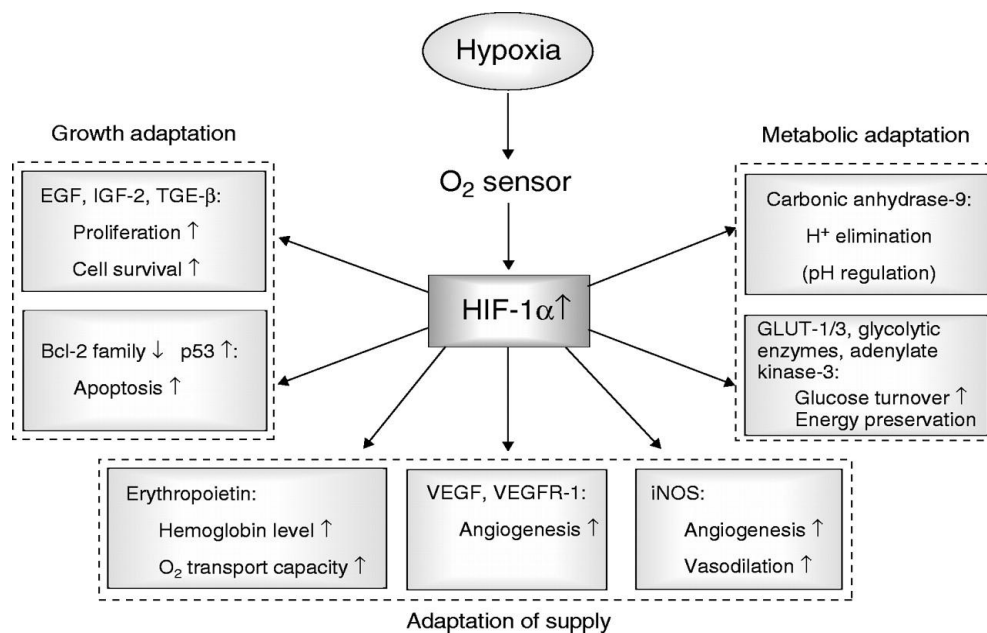 Hypoxia
O₂ sensor
HIF-1α↑
Growth adaptation
EGF, IGF-2, TGE-β:
Proliferation ↑
Cell survival ↑
Bcl-2 family ↓ p53 ↑:
Apoptosis ↑
Metabolic adaptation
Carbonic anhydrase-9:
H⁺ elimination
(pH regulation)
GLUT-1/3, glycolytic
enzymes, adenylate
kinase-3:
Glucose turnover ↑
Energy preservation
Erythropoietin:
Hemoglobin level ↑
O₂ transport capacity ↑
VEGF, VEGFR-1:
Angiogenesis ↑
iNOS:
Angiogenesis ↑
Vasodilation ↑
Adaptation of supply